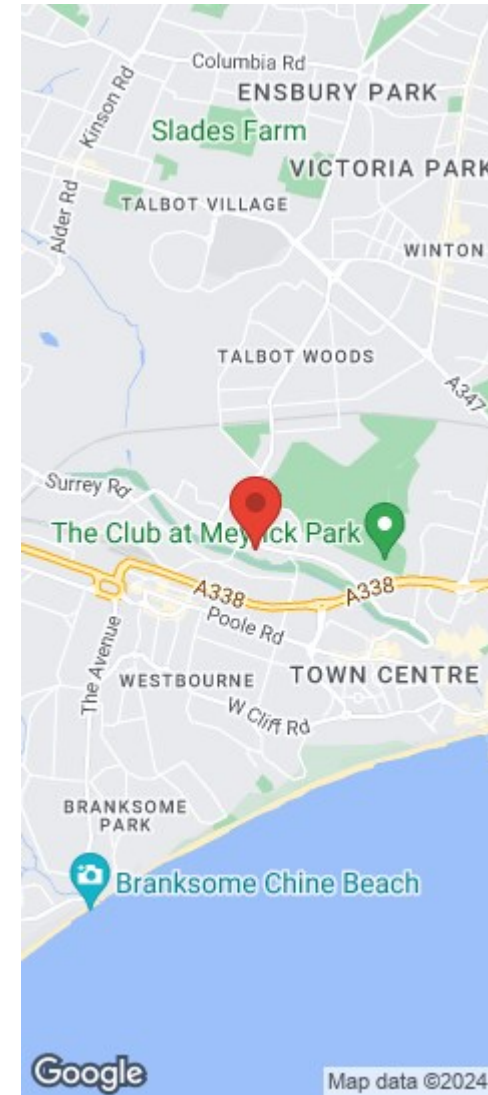 Columbia Rd
ENSBURY PARK
Kinson Rd
Slades Farm
VICTORIA PARK
Alder Rd
TALBOT VILLAGE
WINTON
TALBOT WOODS
A347
Surrey Rd
The Club at Me ick Park
A338
A338
Poole Rd
The Avenue
WESTBOURNE
TOWN CENTRE
W Cliff Rd
BRANKSOME
PARK
Branksome Chine Beach
Google
Map data ©2024